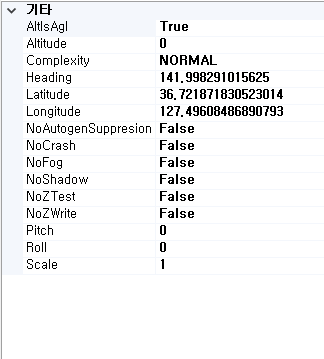 기타
AltIsAgl True
Altitude 0
Complexity NORMAL
Heading 141,998291015625
Latitude 36,721871830523014
Longitude 127,49608486890793
NoAutogenSuppresion False
NoCrash False
NoFog False
NoShadow False
NoZTest False
NoZWrite False
Pitch 0
Roll 0
Scale 1